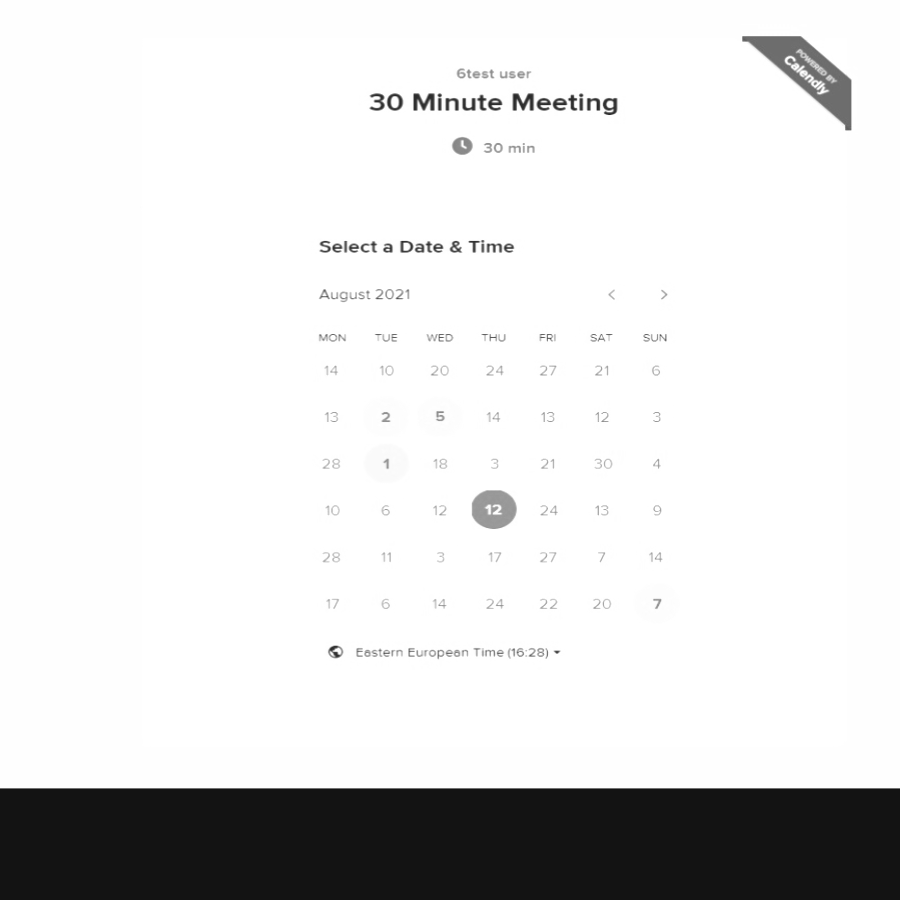 POWERED BY
Calendly
6test user
30 Minute Meeting
30 min
Select a Date & Time
August 2021
MON TUE WED THU FRI SAT SUN
14 10 20 24 27 21 6
13 2 5 14 13 12 3
28 1 18 3 21 30 4
10 6 12 12 24 13 9
28 11 3 17 27 7 14
17 6 14 24 22 20 7
Eastern European Time (16:28)